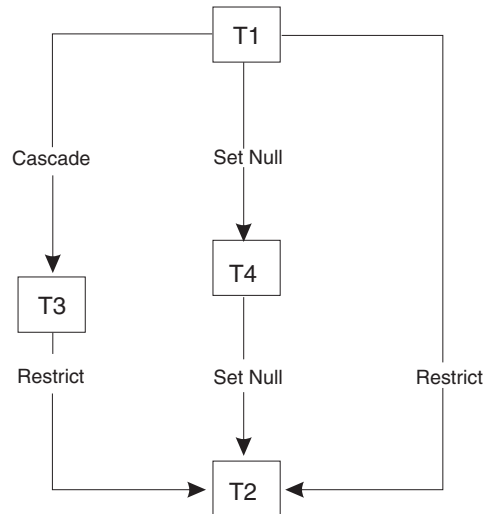 T1
Cascade
Set Null
T4
T3
Restrict
Set Null
Restrict
T2